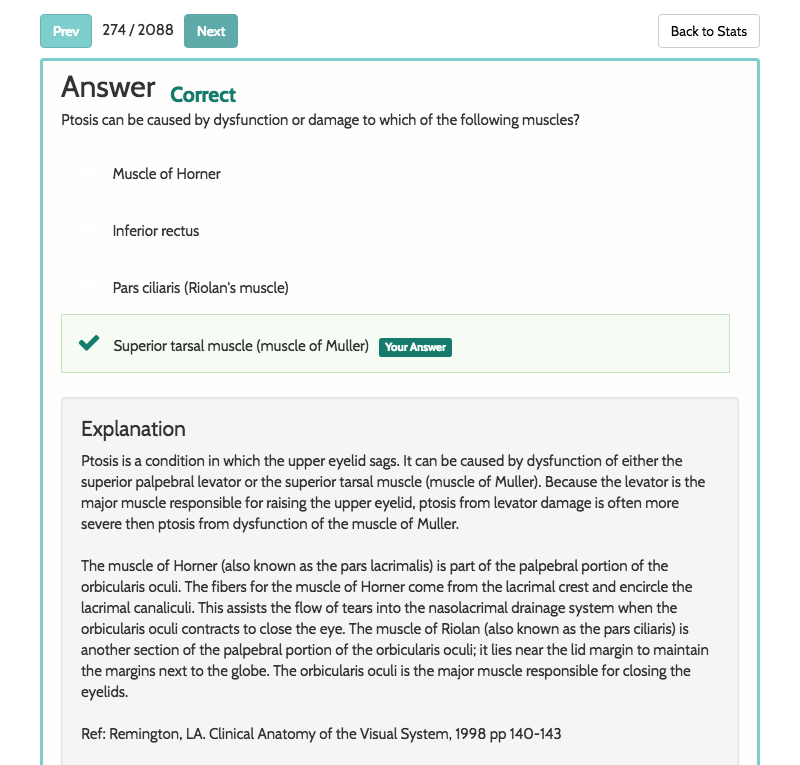 Prev 274 / 2088 Next Back to Stats
Answer Correct
Ptosis can be caused by dysfunction or damage to which of the following muscles?
Muscle of Horner
Inferior rectus
Pars ciliaris (Riolan's muscle)
Superior tarsal muscle (muscle of Muller) Your Answer
Explanation
Ptosis is a condition in which the upper eyelid sags. It can be caused by dysfunction of either the
superior palpebral levator or the superior tarsal muscle (muscle of Muller). Because the levator is the
major muscle responsible for raising the upper eyelid, ptosis from levator damage is often more
severe then ptosis from dysfunction of the muscle of Muller.
The muscle of Horner (also known as the pars lacrimalis) is part of the palpebral portion of the
orbicularis oculi. The fibers for the muscle of Horner come from the lacrimal crest and encircle the
lacrimal canaliculi. This assists the flow of tears into the nasolacrimal drainage system when the
orbicularis oculi contracts to close the eye. The muscle of Riolan (also known as the pars ciliaris) is
another section of the palpebral portion of the orbicularis oculi; it lies near the lid margin to maintain
the margins next to the globe. The orbicularis oculi is the major muscle responsible for closing the
eyelids.
Ref: Remington, LA. Clinical Anatomy of the Visual System, 1998 pp 140-143